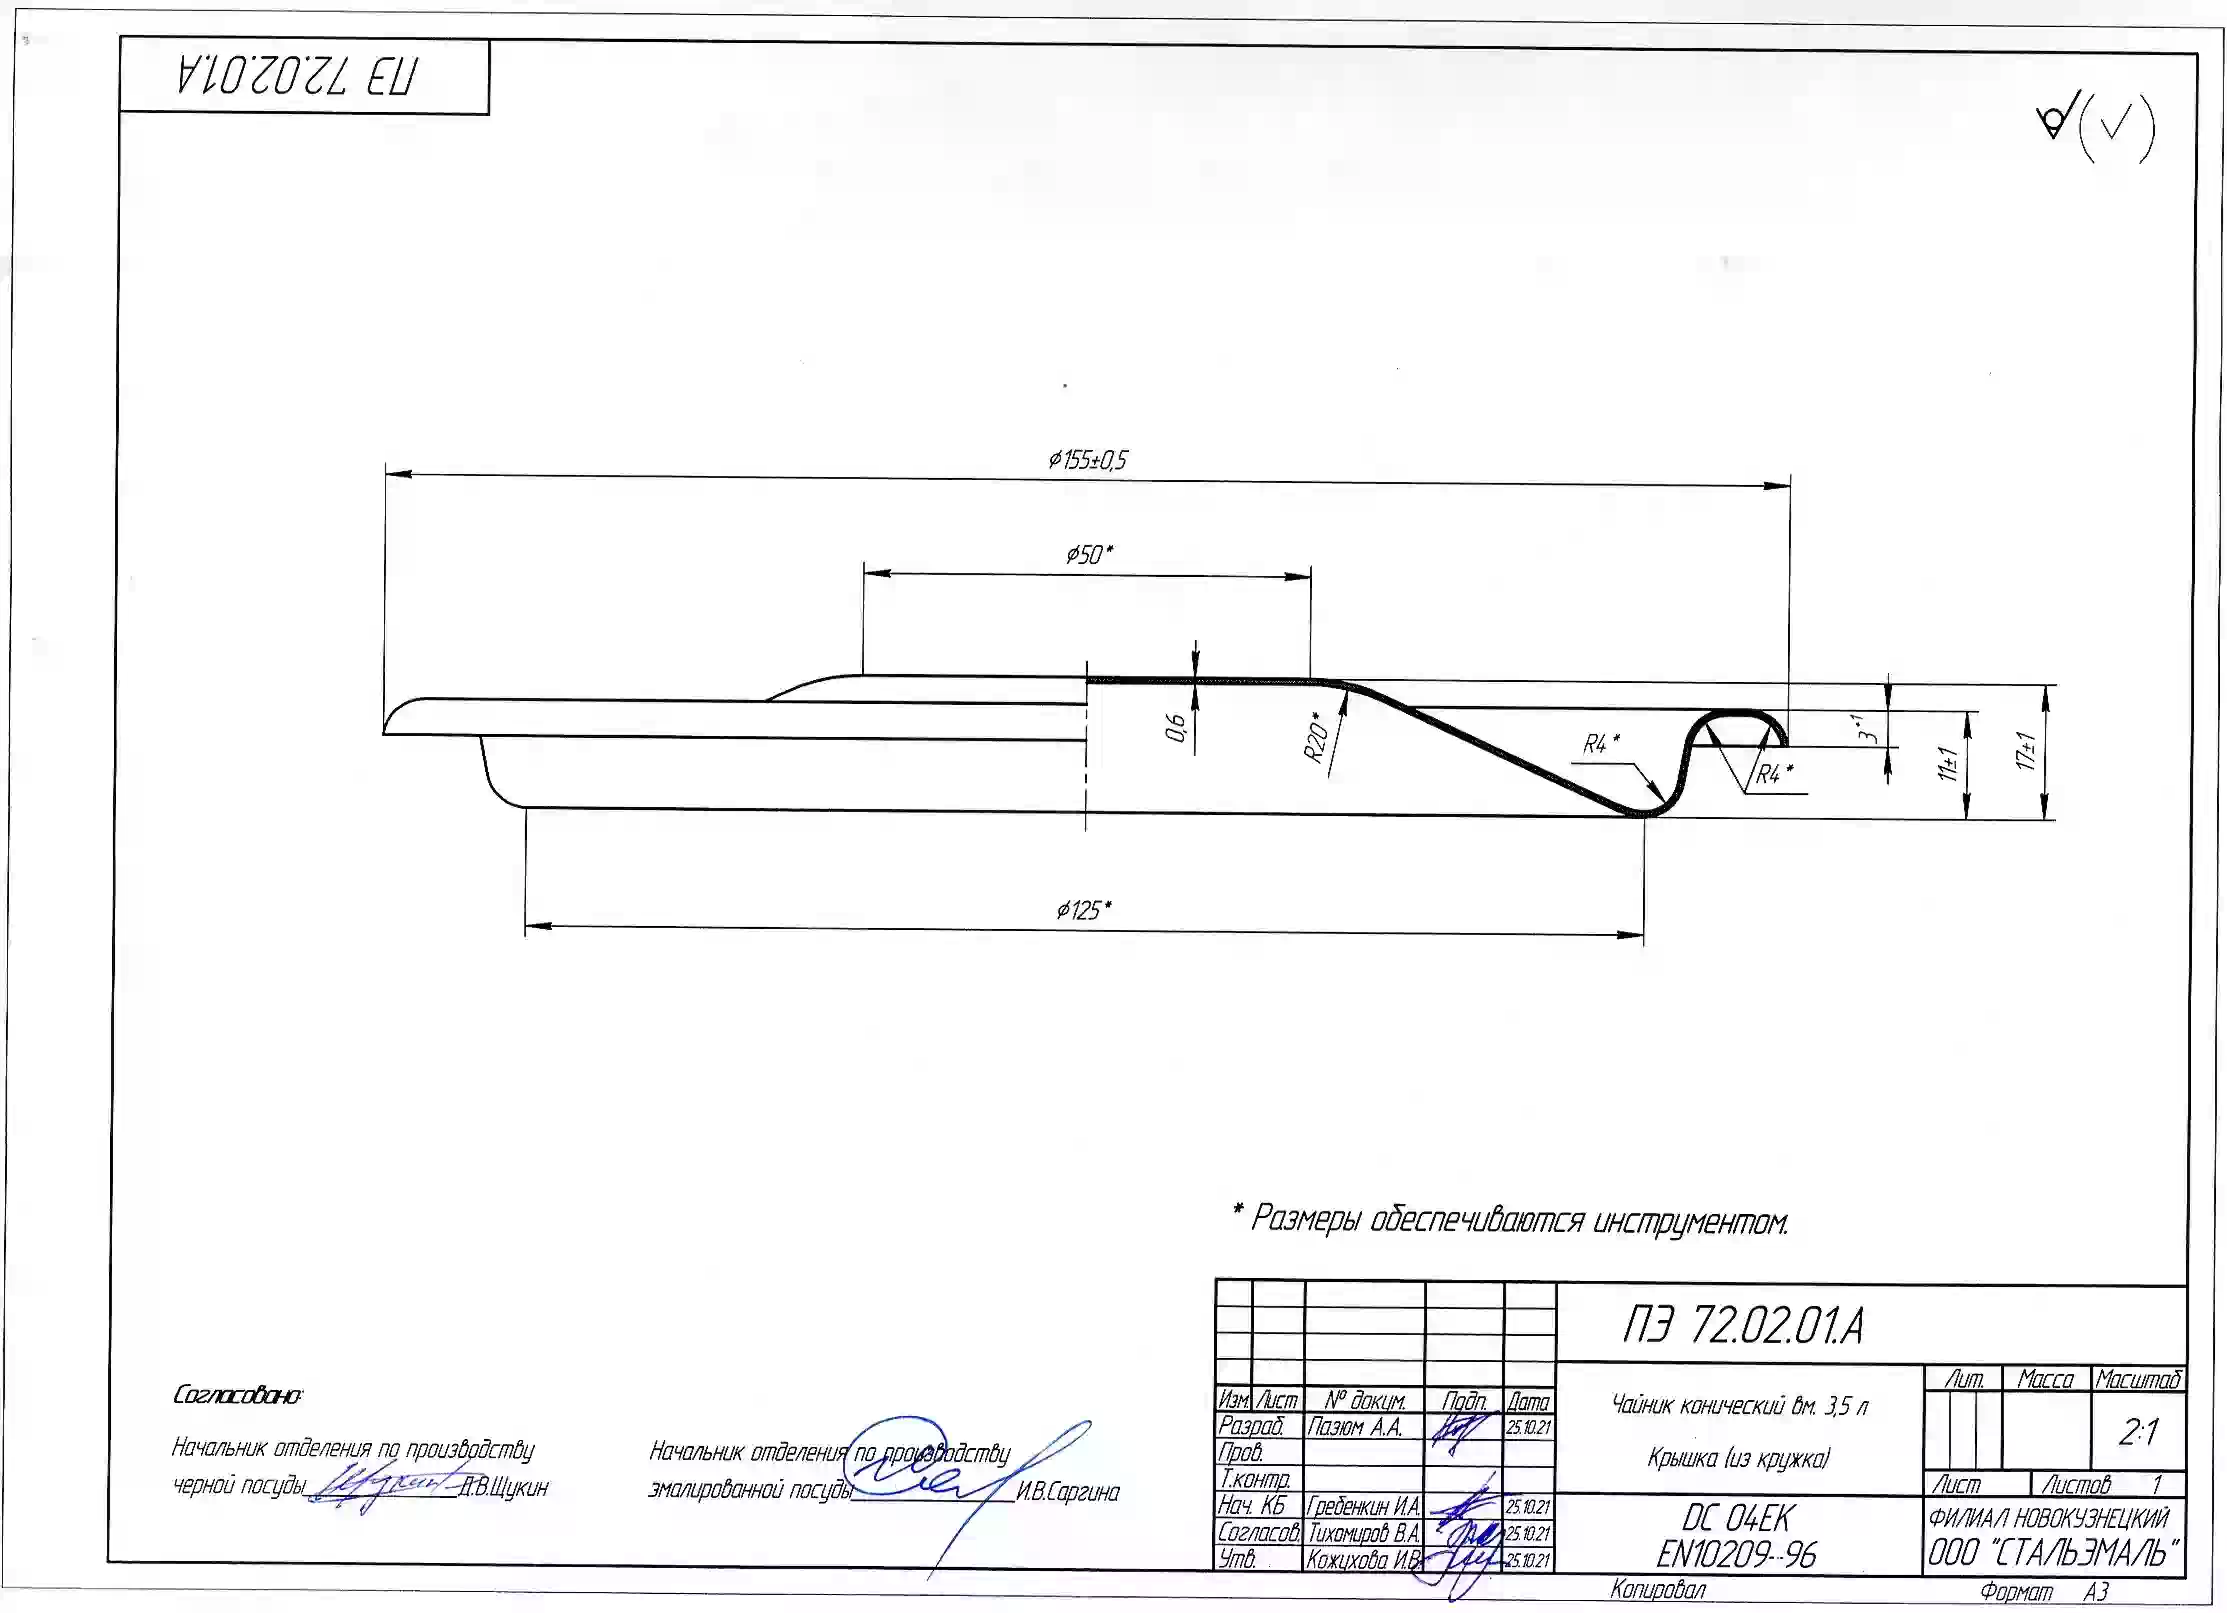 ПЭ 72.02.01.А
⌀155±0,5
⌀50*
0,6
R20*
R4*
R4*
3⁺¹
11±1
17±1
⌀125*
* Размеры обеспечиваются инструментом.
Согласовано:
Начальник отделения по производству
черной посуды Д.В.Щукин
Начальник отделения по производству
эмалированной посуды И.В.Саргина
ПЭ 72.02.01.А
Изм. Лист № докум. Подп. Дата
Разраб. Пазюм А.А. 25.10.21
Пров.
Т.контр.
Нач. КБ Гребенкин И.А. 25.10.21
Согласов. Тихомиров В.А. 25.10.21
Утв. Кожухова И.В. 25.10.21
Чайник конический вм. 3,5 л
Крышка (из кружка)
DC 04EK
EN10209-96
Лит. Масса Масштаб
2:1
Лист Листов 1
ФИЛИАЛ НОВОКУЗНЕЦКИЙ
ООО "СТАЛЬЭМАЛЬ"
Копировал Формат А3